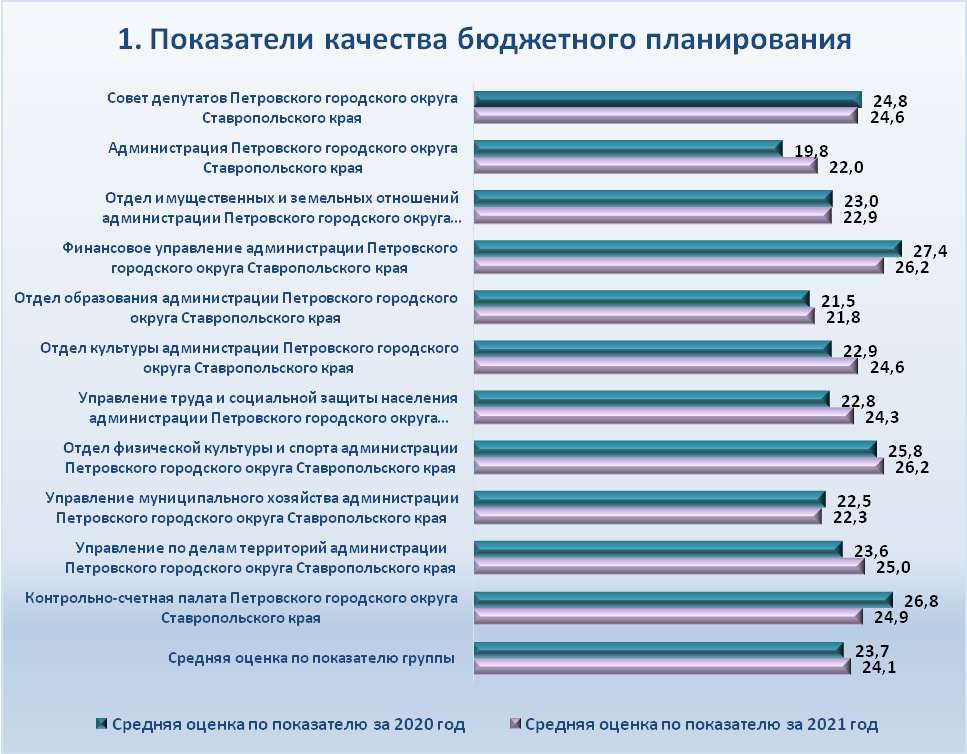 1. Показатели качества бюджетного планирования
Совет депутатов Петровского городского округа
Ставропольского края
24,8
24,6
Администрация Петровского городского округа
Ставропольского края
19,8
22,0
Отдел имущественных и земельных отношений
администрации Петровского городского округа...
23,0
22,9
Финансовое управление администрации Петровского
городского округа Ставропольского края
27,4
26,2
Отдел образования администрации Петровского городского
округа Ставропольского края
21,5
21,8
Отдел культуры администрации Петровского городского
округа Ставропольского края
22,9
24,6
Управление труда и социальной защиты населения
администрации Петровского городского округа...
22,8
24,3
Отдел физической культуры и спорта администрации
Петровского городского округа Ставропольского края
25,8
26,2
Управление муниципального хозяйства администрации
Петровского городского округа Ставропольского края
22,5
22,3
Управление по делам территорий администрации
Петровского городского округа Ставропольского края
23,6
25,0
Контрольно-счетная палата Петровского городского округа
Ставропольского края
26,8
24,9
Средняя оценка по показателю группы
23,7
24,1
Средняя оценка по показателю за 2020 год
Средняя оценка по показателю за 2021 год